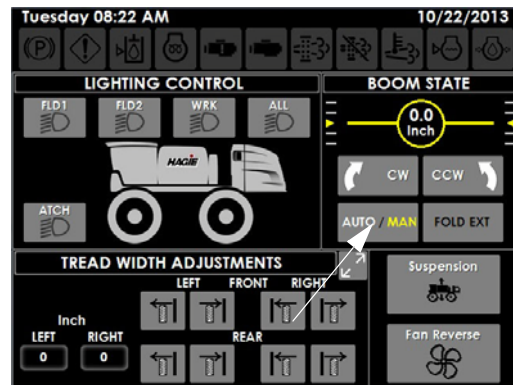 Tuesday 08:22 AM 10/22/2013
(P)
LIGHTING CONTROL
FLD1 FLD2 WRK ALL
HAGIE
ATCH
BOOM STATE
0.0
Inch
CW CCW
AUTO / MAN FOLD EXT
TREAD WIDTH ADJUSTMENTS
LEFT FRONT RIGHT
Inch
LEFT RIGHT REAR
0 0
Suspension
Fan Reverse